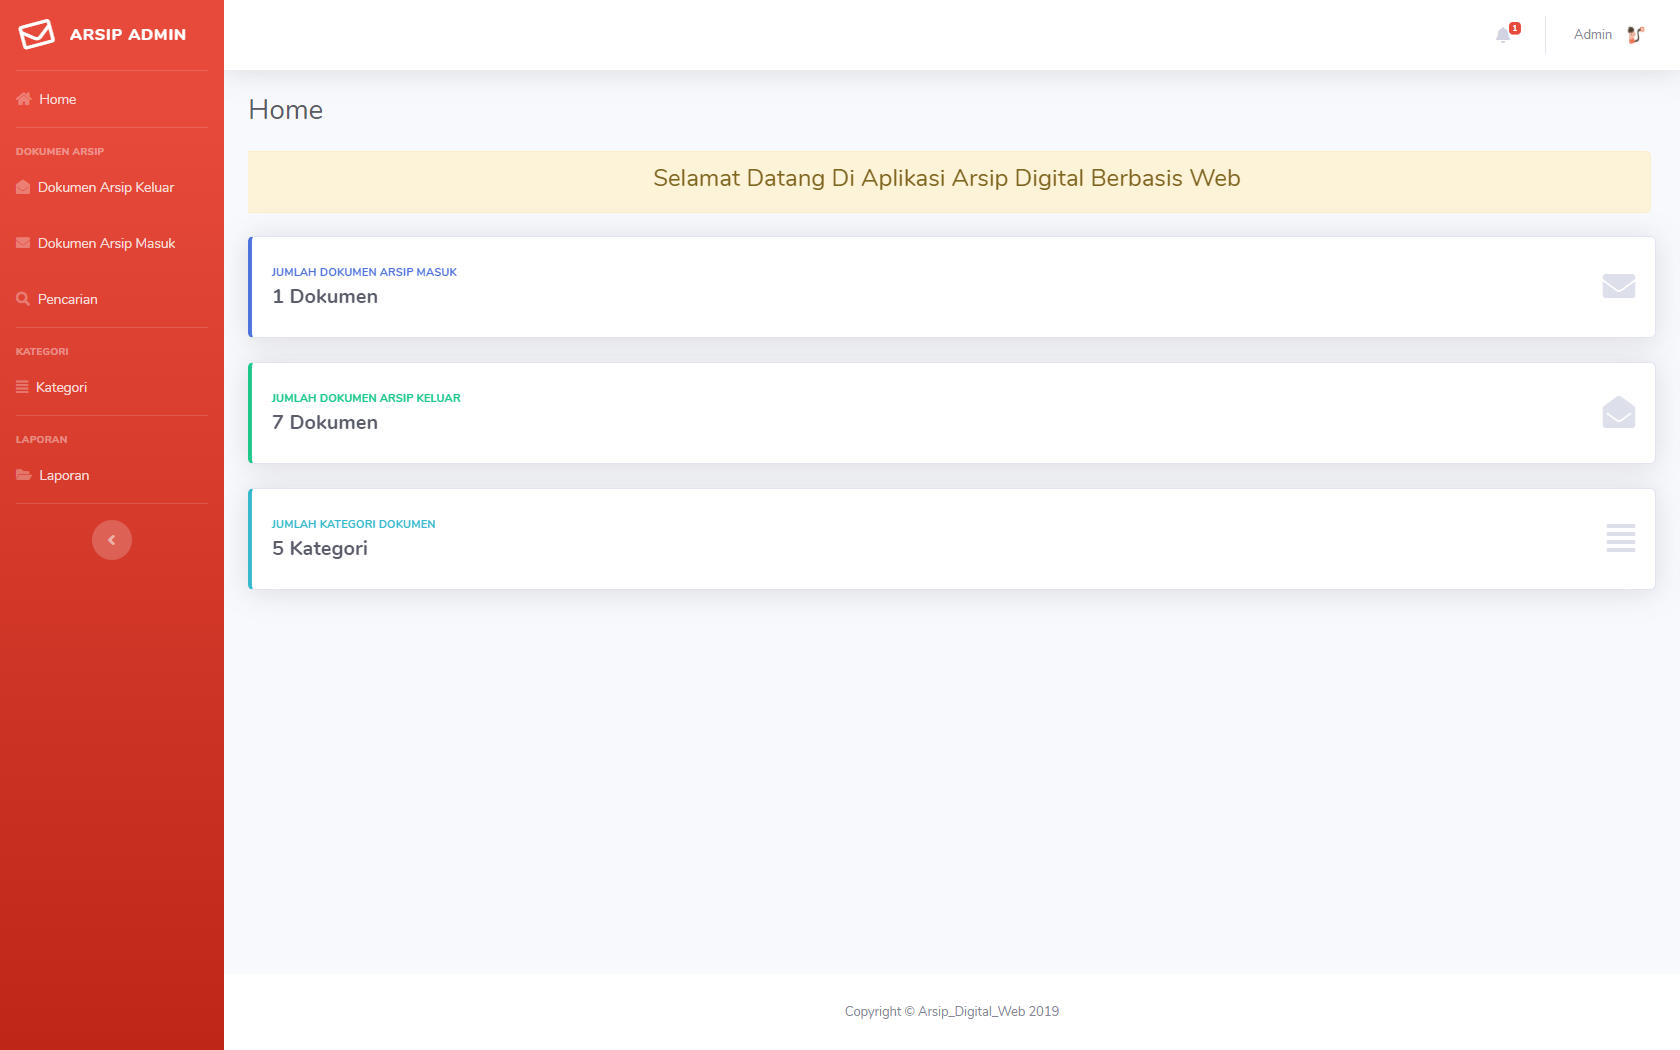 ARSIP ADMIN
1
Admin
Home
DOKUMEN ARSIP
Dokumen Arsip Keluar
Dokumen Arsip Masuk
Pencarian
KATEGORI
Kategori
LAPORAN
Laporan
Home
Selamat Datang Di Aplikasi Arsip Digital Berbasis Web
JUMLAH DOKUMEN ARSIP MASUK
1 Dokumen
JUMLAH DOKUMEN ARSIP KELUAR
7 Dokumen
JUMLAH KATEGORI DOKUMEN
5 Kategori
Copyright © Arsip_Digital_Web 2019